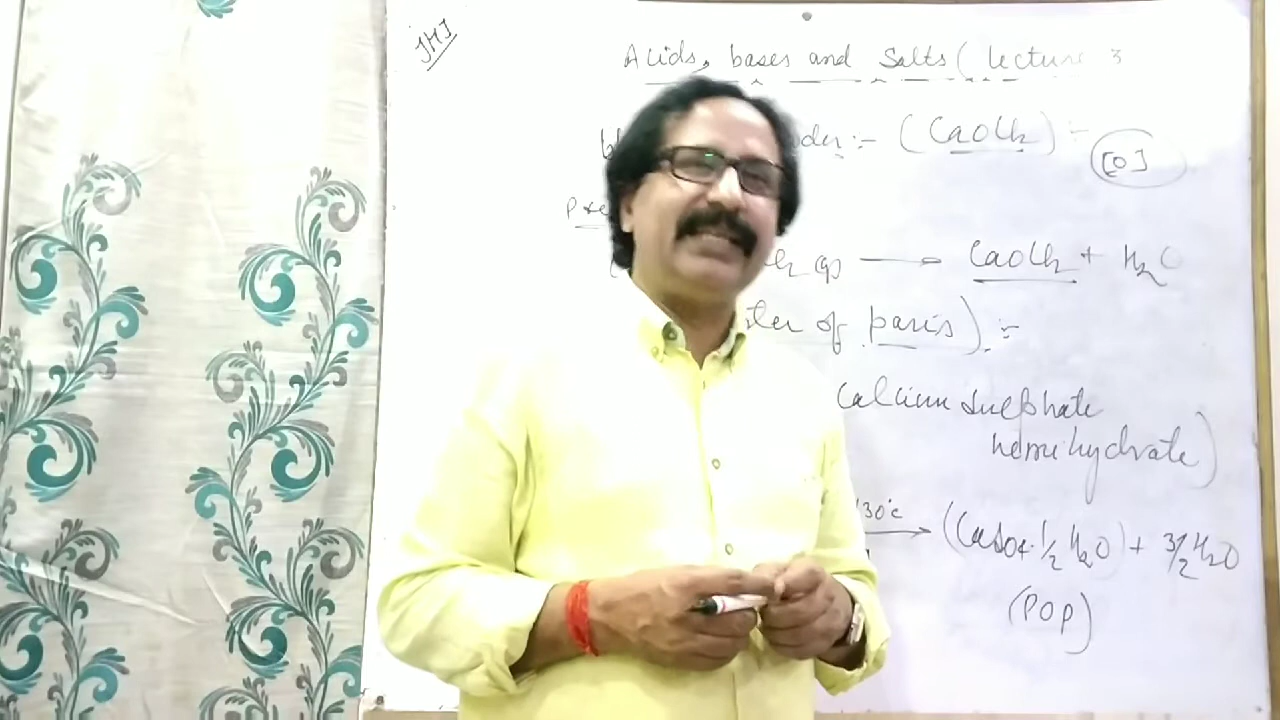 JMJ
Acids, bases and Salts ( lecture 3
:- (CaOCl2) :-
[O]
→ CaOCl2 + H2O
of paris) :-
Calcium Sulphate
hemihydrate)
130°c
→ (CaSO4.1/2 H2O) + 3/2 H2O
(POP)